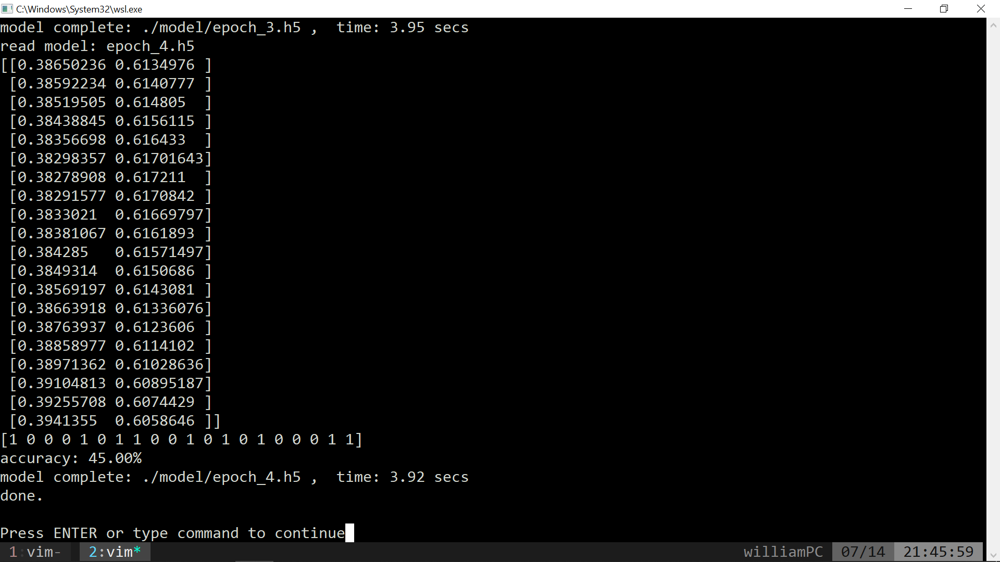 C:\Windows\System32\wsl.exe
model complete: ./model/epoch_3.h5 ,  time: 3.95 secs
read model: epoch_4.h5
[[0.38650236 0.6134976 ]
 [0.38592234 0.6140777 ]
 [0.38519505 0.614805  ]
 [0.38438845 0.6156115 ]
 [0.38356698 0.616433  ]
 [0.38298357 0.61701643]
 [0.38278908 0.617211  ]
 [0.38291577 0.6170842 ]
 [0.3833021  0.61669797]
 [0.38381067 0.6161893 ]
 [0.384285   0.61571497]
 [0.3849314  0.6150686 ]
 [0.38569197 0.6143081 ]
 [0.38663918 0.61336076]
 [0.38763937 0.6123606 ]
 [0.38858977 0.6114102 ]
 [0.38971362 0.61028636]
 [0.39104813 0.60895187]
 [0.39255708 0.6074429 ]
 [0.3941355  0.6058646 ]]
[1 0 0 0 1 0 1 1 0 0 1 0 1 0 1 0 0 0 1 1]
accuracy: 45.00%
model complete: ./model/epoch_4.h5 ,  time: 3.92 secs
done.
Press ENTER or type command to continue
1:vim- 2:vim* williamPC 07/14 21:45:59